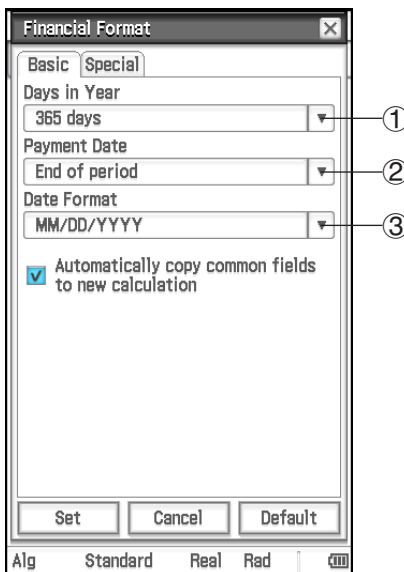 Financial Format
Basic Special
Days in Year
365 days
①
Payment Date
End of period
②
Date Format
MM/DD/YYYY
③
Automatically copy common fields
to new calculation
Set Cancel Default
Alg Standard Real Rad